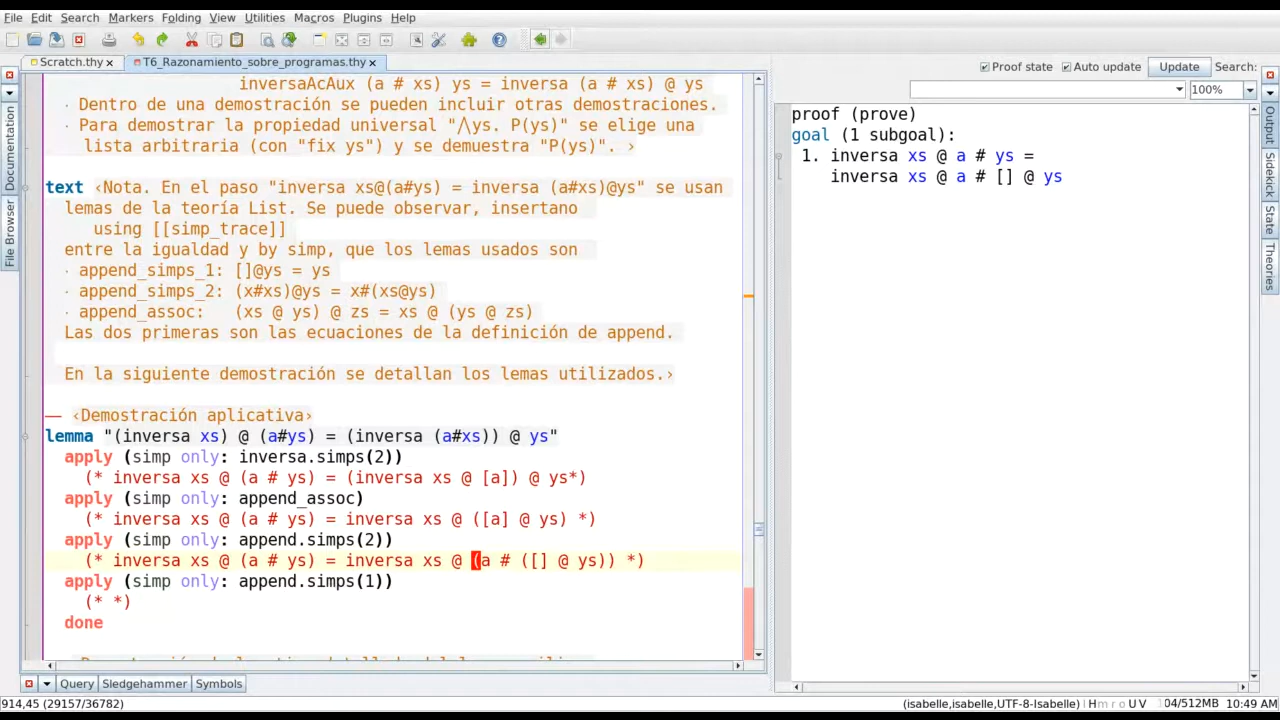 File Edit Search Markers Folding View Utilities Macros Plugins Help
Scratch.thy × T6_Razonamiento_sobre_programas.thy ×
inversaAcAux (a # xs) ys = inversa (a # xs) @ ys
· Dentro de una demostración se pueden incluir otras demostraciones.
· Para demostrar la propiedad universal "⋀ys. P(ys)" se elige una
lista arbitraria (con "fix ys") y se demuestra "P(ys)". ›
text ‹Nota. En el paso "inversa xs@(a#ys) = inversa (a#xs)@ys" se usan
lemas de la teoría List. Se puede observar, insertano
using [[simp_trace]]
entre la igualdad y by simp, que los lemas usados son
· append_simps_1: []@ys = ys
· append_simps_2: (x#xs)@ys = x#(xs@ys)
· append_assoc: (xs @ ys) @ zs = xs @ (ys @ zs)
Las dos primeras son las ecuaciones de la definición de append.
En la siguiente demostración se detallan los lemas utilizados.›
— ‹Demostración aplicativa›
lemma "(inversa xs) @ (a#ys) = (inversa (a#xs)) @ ys"
apply (simp only: inversa.simps(2))
(* inversa xs @ (a # ys) = (inversa xs @ [a]) @ ys*)
apply (simp only: append_assoc)
(* inversa xs @ (a # ys) = inversa xs @ ([a] @ ys) *)
apply (simp only: append.simps(2))
(* inversa xs @ (a # ys) = inversa xs @ (a # ([] @ ys)) *)
apply (simp only: append.simps(1))
(* *)
done
Query Sledgehammer Symbols
914,45 (29157/36782)
Documentation
File Browser
Proof state Auto update Update Search:
100%
proof (prove)
goal (1 subgoal):
1. inversa xs @ a # ys =
inversa xs @ a # [] @ ys
Output
Sidekick
State
Theories
(isabelle,isabelle,UTF-8-Isabelle) | H m r o U V 04/512MB 10:49 AM